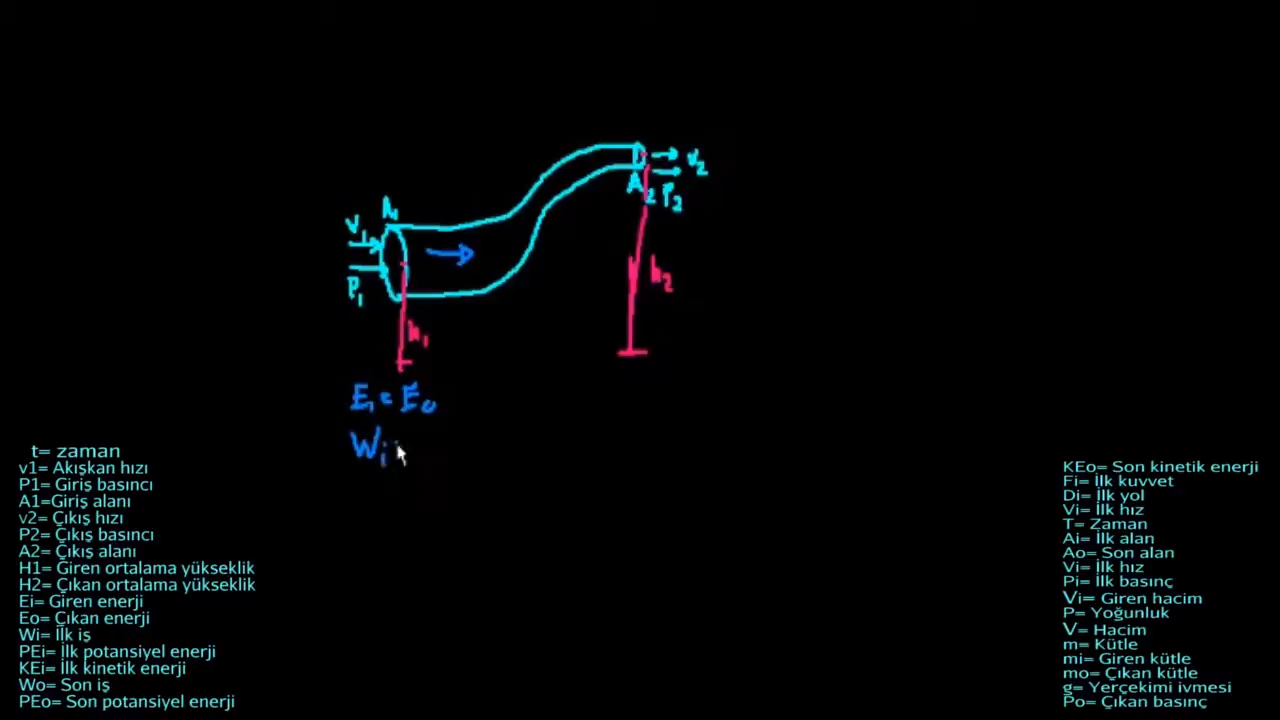 v₂
A₁
A₂
P₂
V₁
P₁
h₂
h₁
E₁ = E₀
Wᵢ
t= zaman
v1= Akışkan hızı
P1= Giriş basıncı
A1=Giriş alanı
v2= Çıkış hızı
P2= Çıkış basıncı
A2= Çıkış alanı
H1= Giren ortalama yükseklik
H2= Çıkan ortalama yükseklik
Ei= Giren enerji
Eo= Çıkan enerji
Wi= İlk iş
PEi= İlk potansiyel enerji
KEi= İlk kinetik enerji
Wo= Son iş
PEo= Son potansiyel enerji
KEo= Son kinetik enerji
Fi= İlk kuvvet
Di= İlk yol
Vi= İlk hız
T= Zaman
Ai= İlk alan
Ao= Son alan
Vi= İlk hız
Pi= İlk basınç
Vi= Giren hacim
P= Yoğunluk
V= Hacim
m= Kütle
mi= Giren kütle
mo= Çıkan kütle
g= Yerçekimi ivmesi
Po= Çıkan basınç